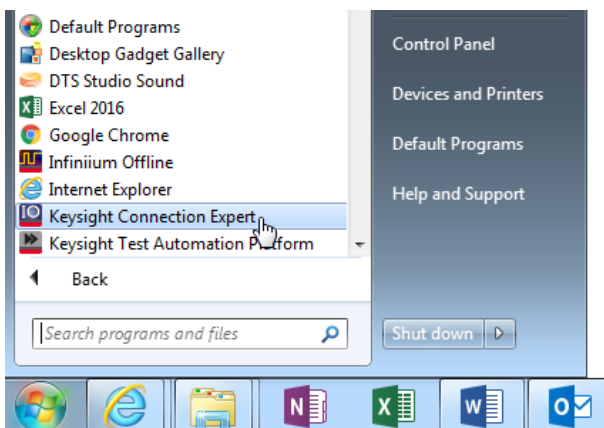 Default Programs
Desktop Gadget Gallery
DTS Studio Sound
Excel 2016
Google Chrome
Infiniium Offline
Internet Explorer
IO Keysight Connection Expert
Keysight Test Automation Platform
Back
Search programs and files
Control Panel
Devices and Printers
Default Programs
Help and Support
Shut down
N
X
W
O